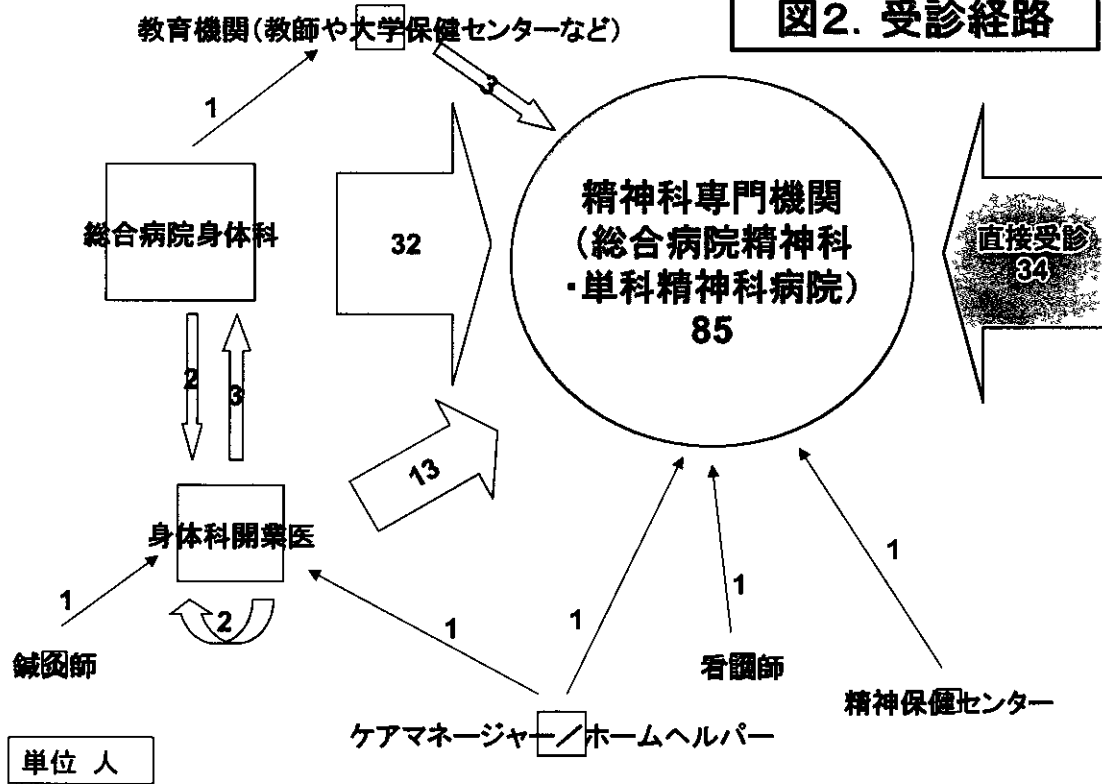 図2. 受診経路
教育機関(教師や大学保健センターなど)
3
1
総合病院身体科
32
精神科専門機関
(総合病院精神科
・単科精神科病院)
85
直接受診
34
2
3
13
身体科開業医
1
2
1
1
1
1
鍼灸師
看護師
精神保健センター
ケアマネージャー／ホームヘルパー
単位 人